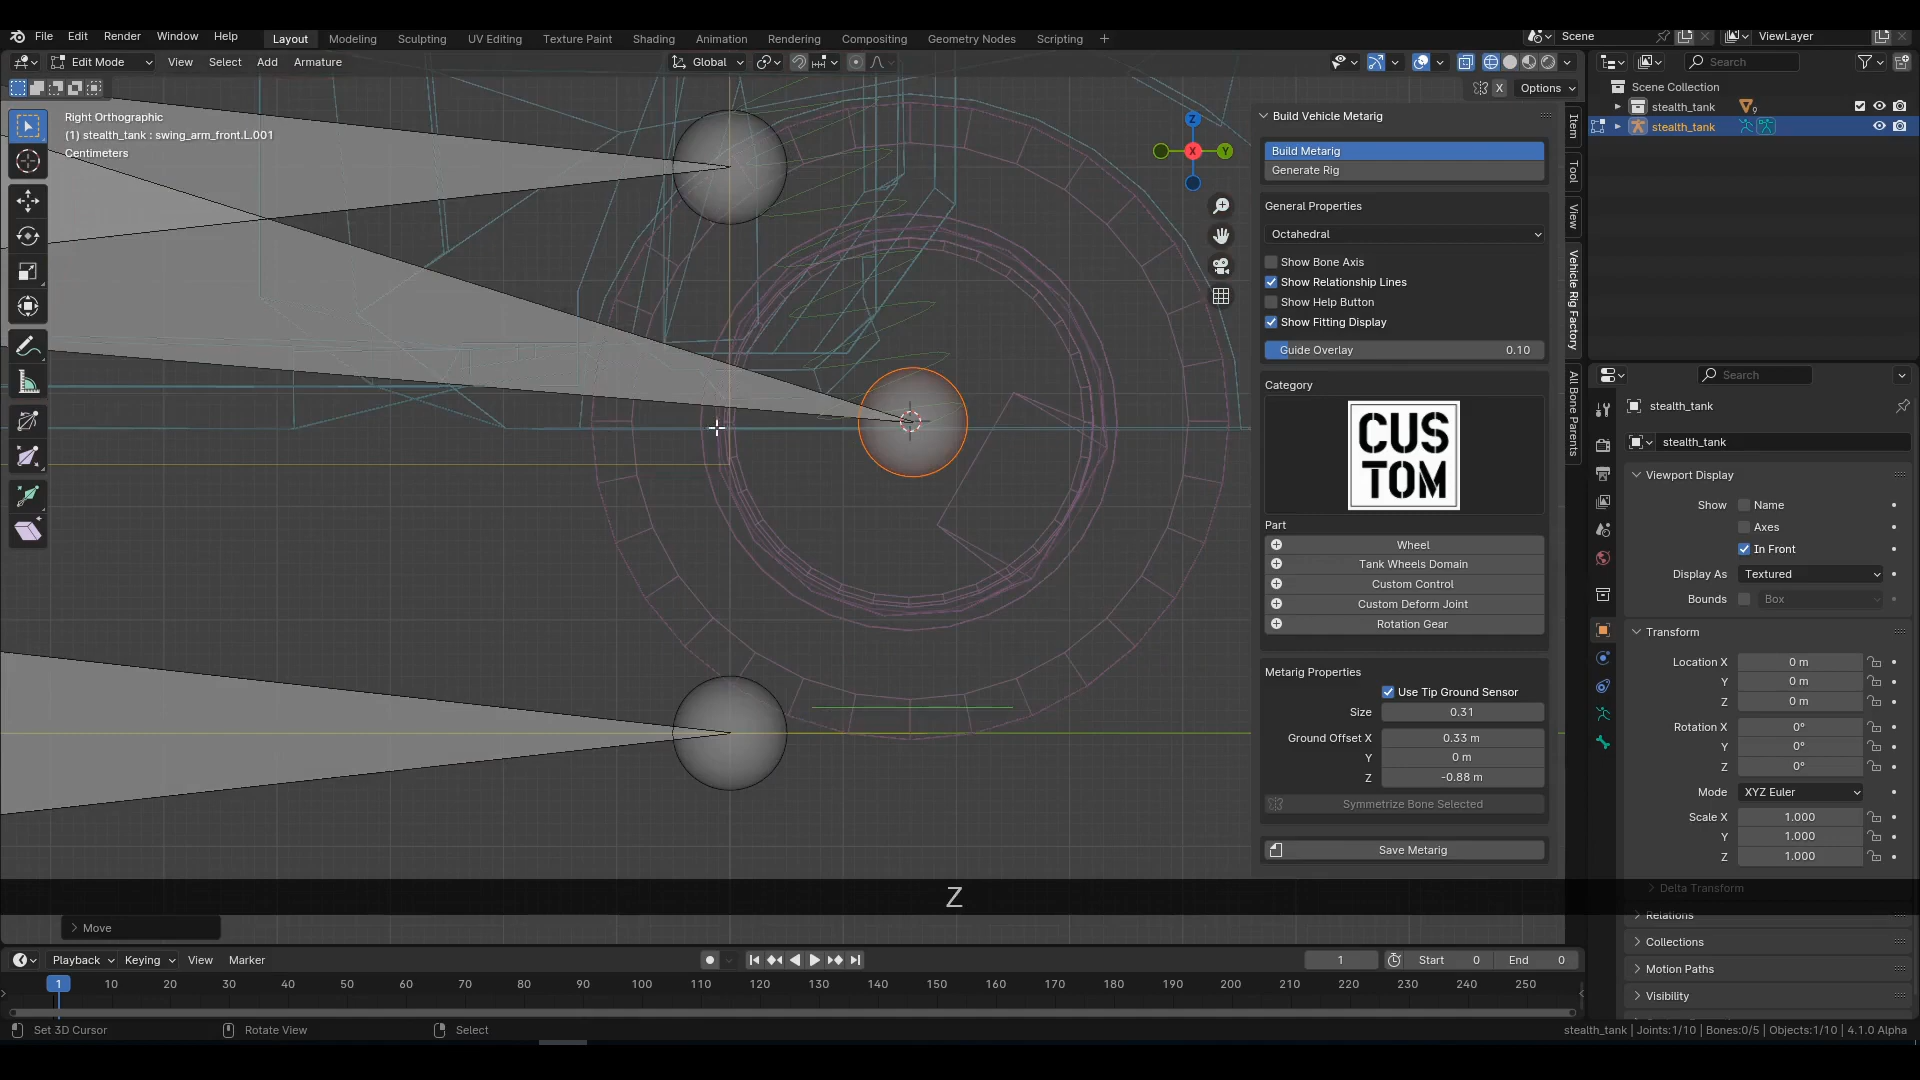 File Edit Render Window Help Layout Modeling Sculpting UV Editing Texture Paint Shading Animation Rendering Compositing Geometry Nodes Scripting + Scene ViewLayer
Edit Mode View Select Add Armature Global Search
X Options
Scene Collection
stealth_tank
stealth_tank
Right Orthographic
(1) stealth_tank : swing_arm_front.L.001
Centimeters
Z
X
Y
Build Vehicle Metarig
Build Metarig
Generate Rig
General Properties
Octahedral
Show Bone Axis
Show Relationship Lines
Show Help Button
Show Fitting Display
Guide Overlay 0.10
Category
CUS
TOM
Part
Wheel
Tank Wheels Domain
Custom Control
Custom Deform Joint
Rotation Gear
Metarig Properties
Use Tip Ground Sensor
Size 0.31
Ground Offset X 0.33 m
Y 0 m
Z -0.88 m
Symmetrize Bone Selected
Save Metarig
Item
Tool
View
Vehicle Rig Factory
All Bone Parents
Search
stealth_tank
stealth_tank
Viewport Display
Show Name
Axes
In Front
Display As Textured
Bounds Box
Transform
Location X 0 m
Y 0 m
Z 0 m
Rotation X 0°
Y 0°
Z 0°
Mode XYZ Euler
Scale X 1.000
Y 1.000
Z 1.000
Delta Transform
Relations
Collections
Motion Paths
Visibility
Z
Move
Playback Keying View Marker 1 Start 0 End 0
1 10 20 30 40 50 60 70 80 90 100 110 120 130 140 150 160 170 180 190 200 210 220 230 240 250
Set 3D Cursor Rotate View Select stealth_tank | Joints:1/10 | Bones:0/5 | Objects:1/10 | 4.1.0 Alpha